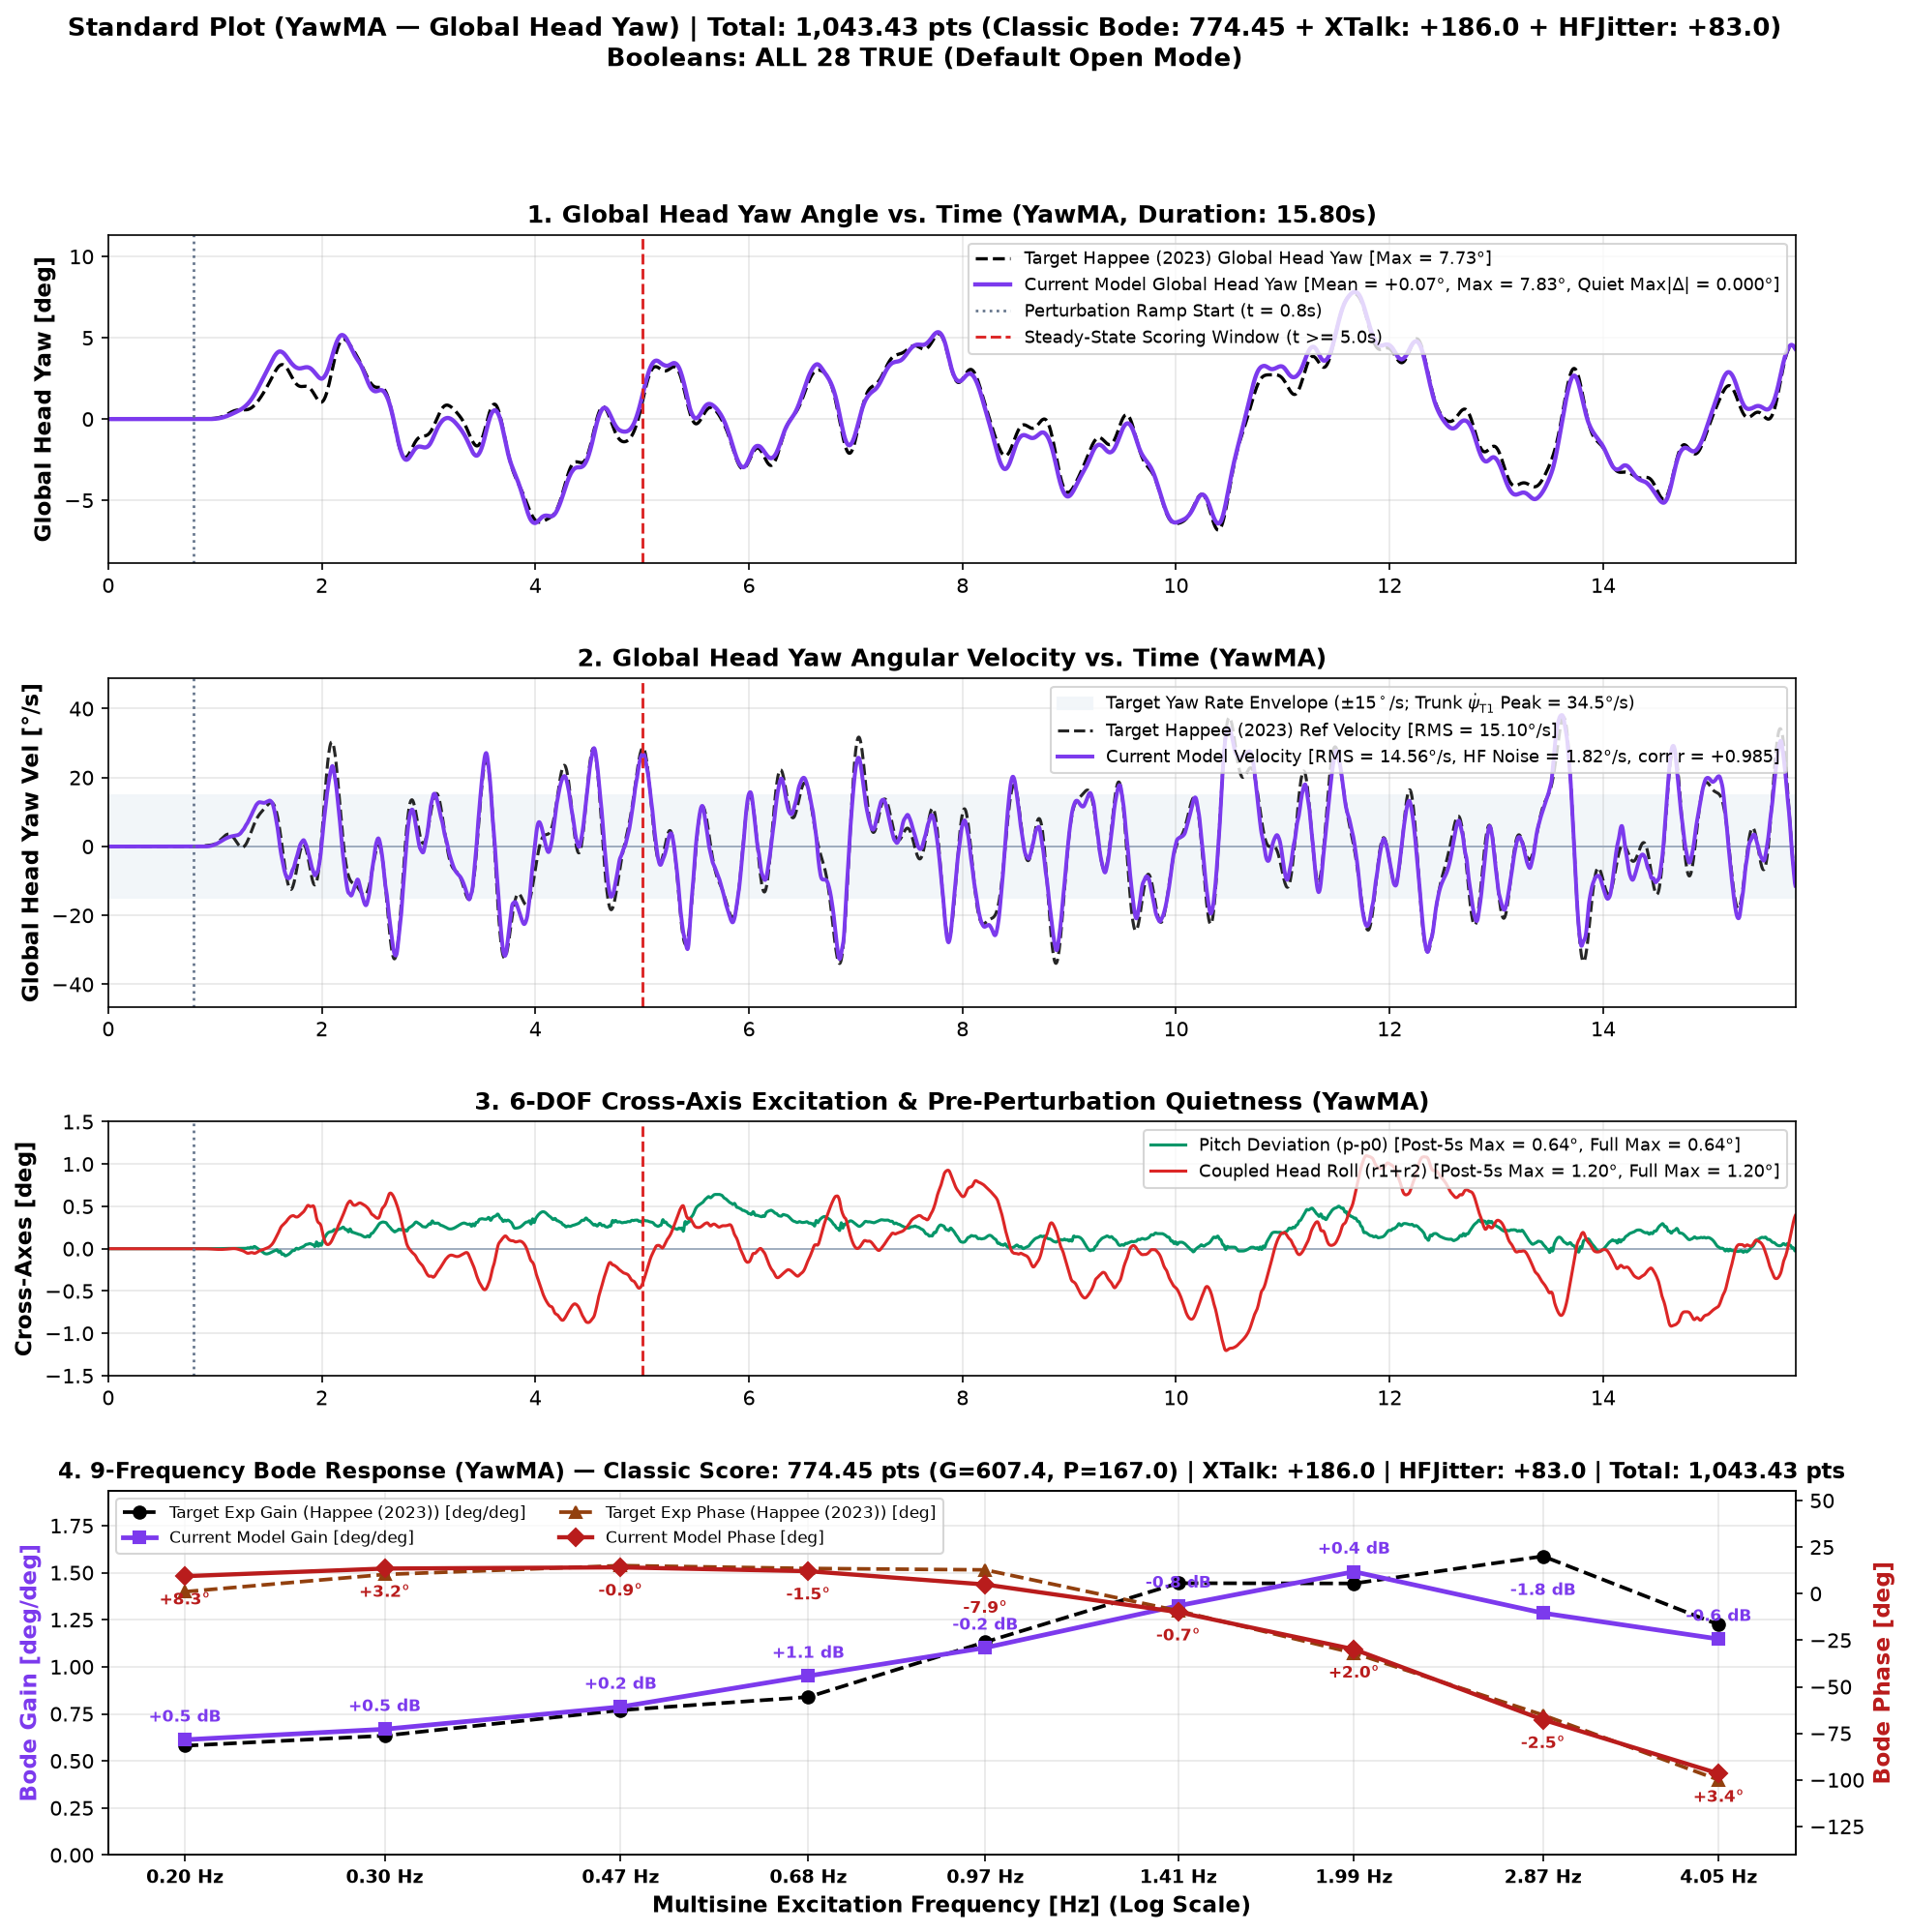 Standard Plot (YawMA — Global Head Yaw) | Total: 1,043.43 pts (Classic Bode: 774.45 + XTalk: +186.0 + HFJitter: +83.0)
Booleans: ALL 28 TRUE (Default Open Mode)
1. Global Head Yaw Angle vs. Time (YawMA, Duration: 15.80s)
Global Head Yaw [deg]
10
5
0
−5
Target Happee (2023) Global Head Yaw [Max = 7.73°]
Current Model Global Head Yaw [Mean = +0.07°, Max = 7.83°, Quiet Max|Δ| = 0.000°]
Perturbation Ramp Start (t = 0.8s)
Steady-State Scoring Window (t >= 5.0s)
0 2 4 6 8 10 12 14
2. Global Head Yaw Angular Velocity vs. Time (YawMA)
Global Head Yaw Vel [°/s]
40
20
0
−20
−40
Target Yaw Rate Envelope (±15°/s; Trunk ψ̇T1 Peak = 34.5°/s)
Target Happee (2023) Ref Velocity [RMS = 15.10°/s]
Current Model Velocity [RMS = 14.56°/s, HF Noise = 1.82°/s, corr r = +0.985]
0 2 4 6 8 10 12 14
3. 6-DOF Cross-Axis Excitation & Pre-Perturbation Quietness (YawMA)
Cross-Axes [deg]
1.5
1.0
0.5
0.0
−0.5
−1.0
−1.5
Pitch Deviation (p-p0) [Post-5s Max = 0.64°, Full Max = 0.64°]
Coupled Head Roll (r1+r2) [Post-5s Max = 1.20°, Full Max = 1.20°]
0 2 4 6 8 10 12 14
4. 9-Frequency Bode Response (YawMA) — Classic Score: 774.45 pts (G=607.4, P=167.0) | XTalk: +186.0 | HFJitter: +83.0 | Total: 1,043.43 pts
Bode Gain [deg/deg]
1.75
1.50
1.25
1.00
0.75
0.50
0.25
0.00
Target Exp Gain (Happee (2023)) [deg/deg]
Current Model Gain [deg/deg]
Target Exp Phase (Happee (2023)) [deg]
Current Model Phase [deg]
+0.5 dB
+0.5 dB
+0.2 dB
+1.1 dB
-0.2 dB
-0.8 dB
+0.4 dB
-1.8 dB
-0.6 dB
+8.3°
+3.2°
-0.9°
-1.5°
-7.9°
-0.7°
+2.0°
-2.5°
+3.4°
50
25
0
−25
−50
−75
−100
−125
Bode Phase [deg]
0.20 Hz 0.30 Hz 0.47 Hz 0.68 Hz 0.97 Hz 1.41 Hz 1.99 Hz 2.87 Hz 4.05 Hz
Multisine Excitation Frequency [Hz] (Log Scale)